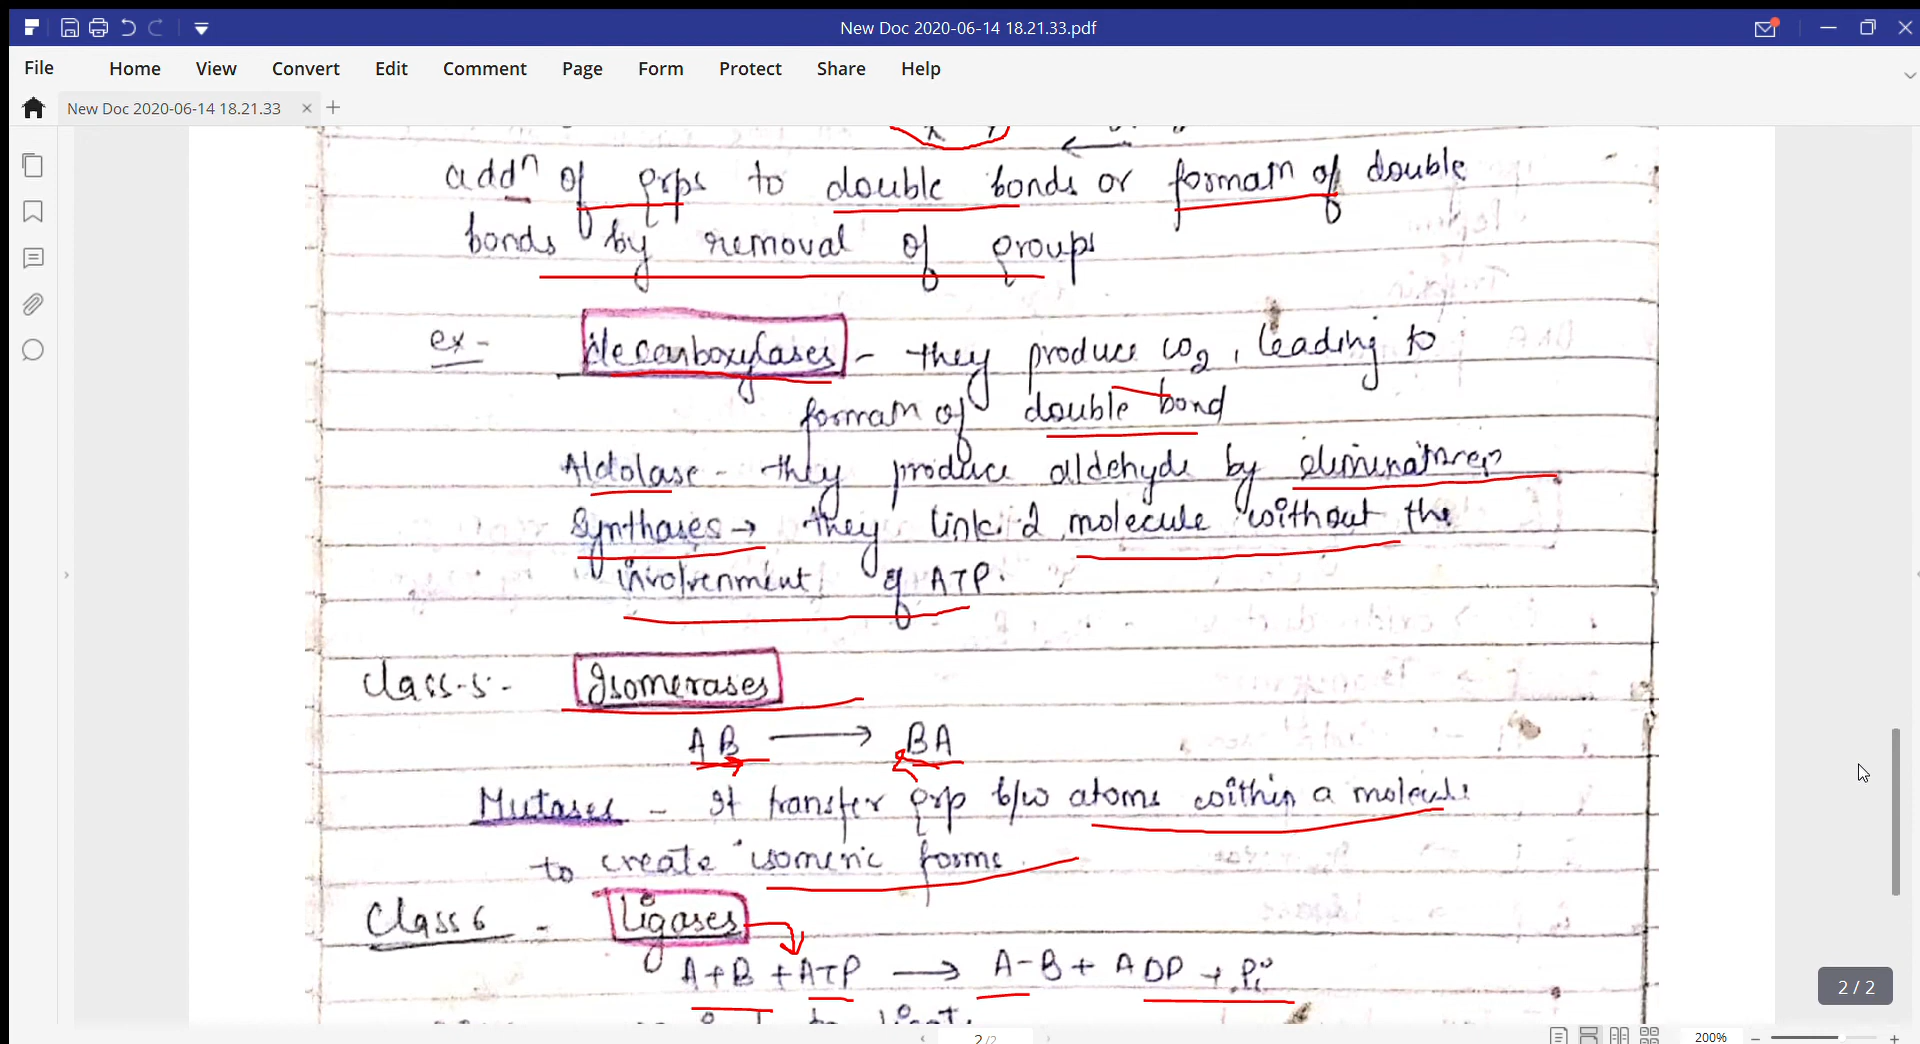 New Doc 2020-06-14 18.21.33.pdf
File Home View Convert Edit Comment Page Form Protect Share Help
New Doc 2020-06-14 18.21.33 × +
addn of grps to double bonds or formatn of double
bonds by removal of groups
ex- decarboxylases - they produce CO2, leading to
formatn of double bond
Aldolase - they produce aldehyde by
Synthases → they link 2 molecule without the
involvenment of ATP.
Class-5- Isomerases
AB → BA
Mutases - It transfer grp b/w atoms within a molecule
to create isomeric forms
Class 6 - Ligases
A+B + ATP → A-B + ADP + Pi
2 / 2
2 /2
200%